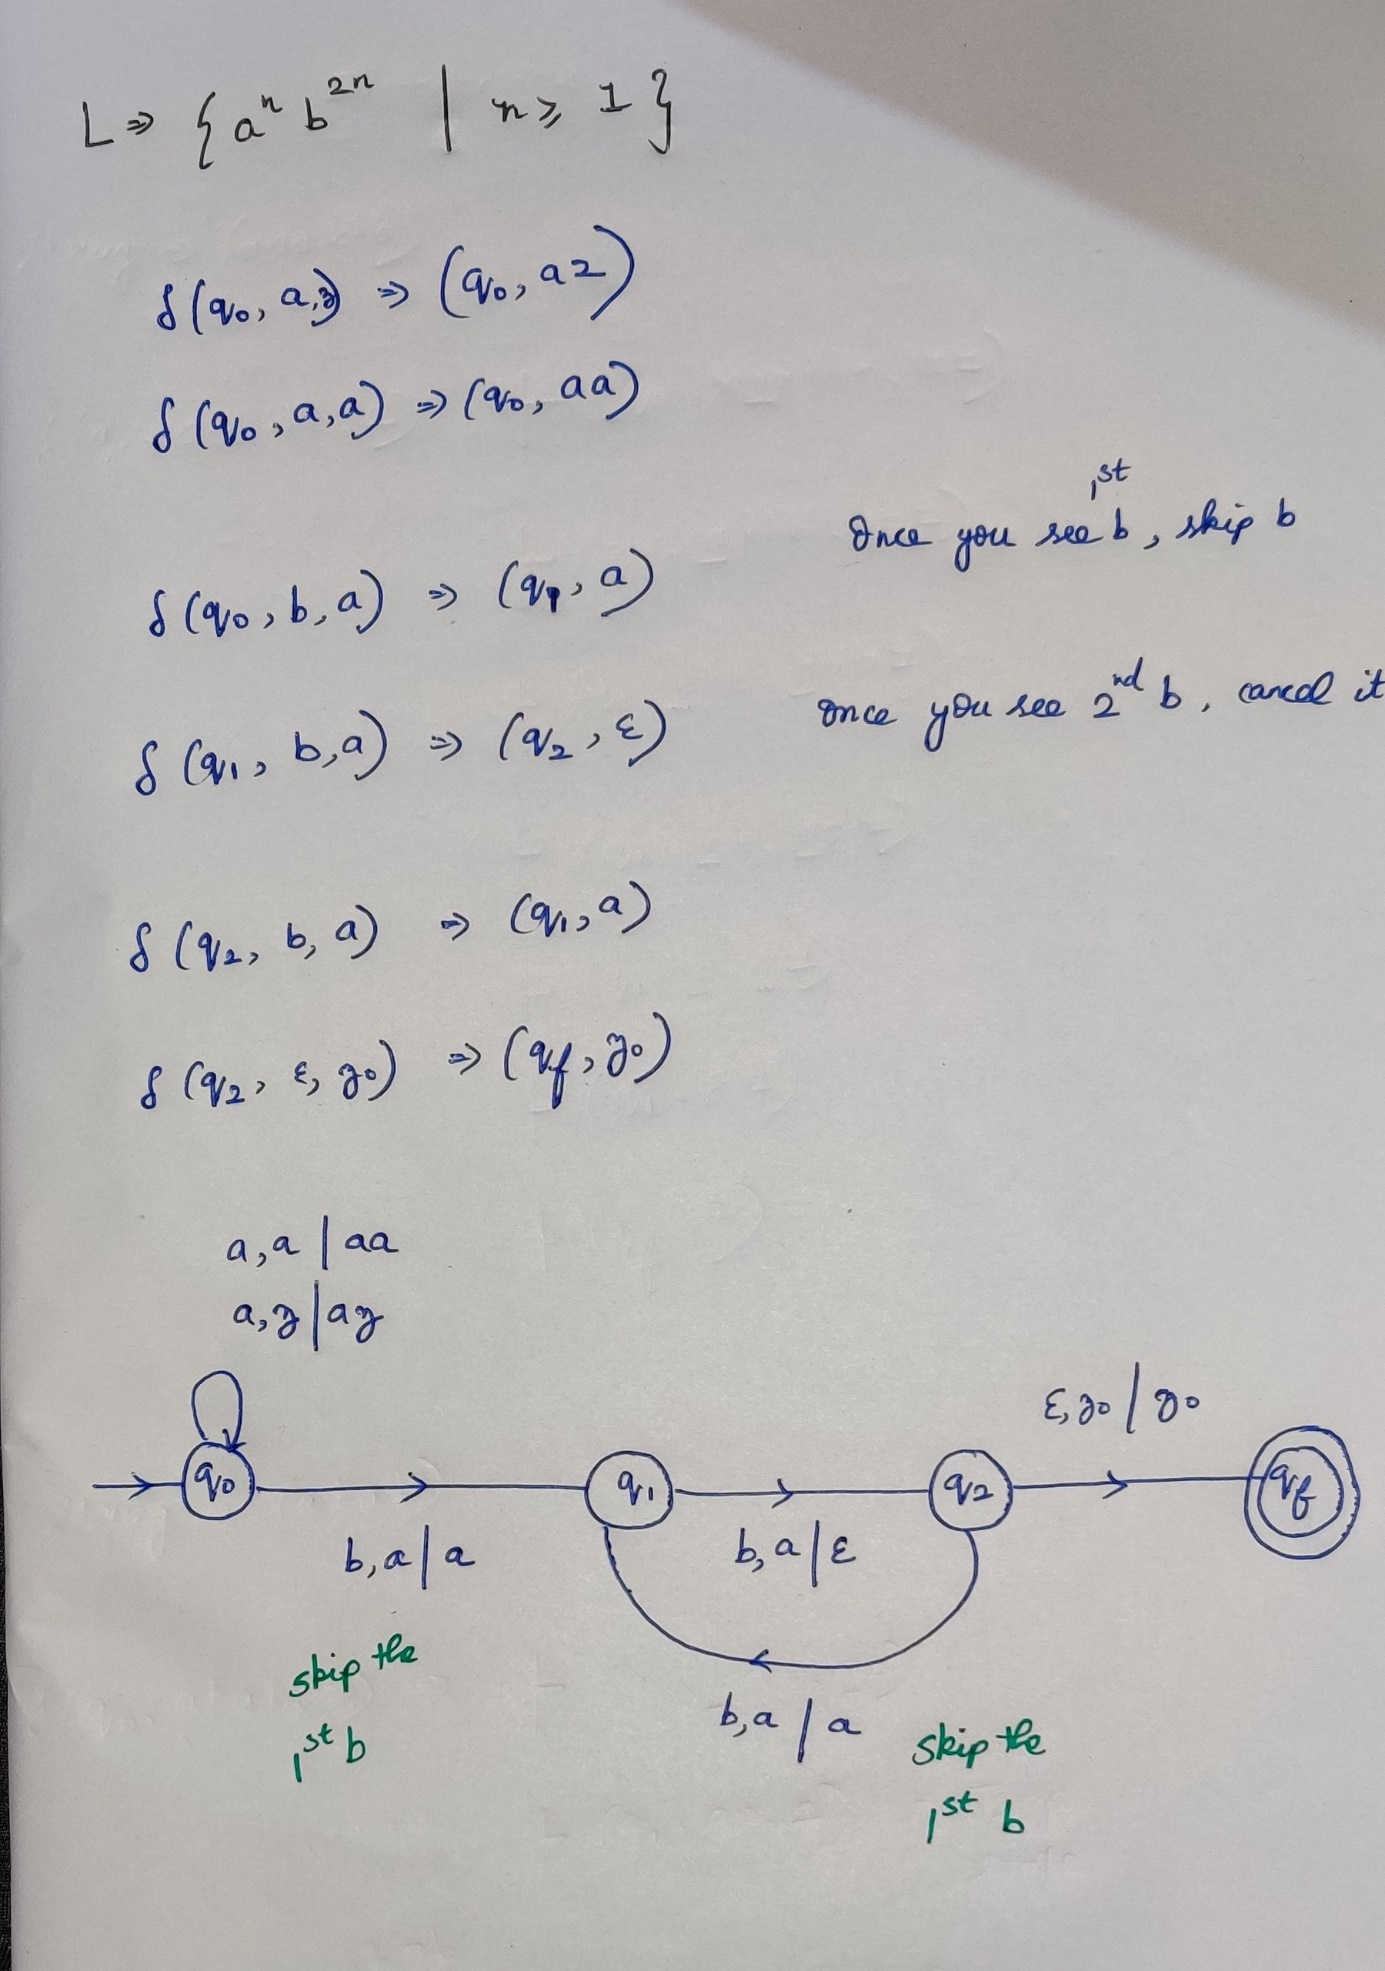 L ⇒ { aⁿ b²ⁿ | n ⩾ 1 }
δ(q₀, a,z) ⇒ (q₀, az)
δ(q₀, a,a) ⇒ (q₀, aa)
Once you see 1st b, skip b
δ(q₀, b, a) ⇒ (q₁, a)
Once you see 2nd b, cancel it
δ(q₁, b,a) ⇒ (q₂, ε)
δ(q₂, b, a) ⇒ (q₁, a)
δ(q₂, ε, z₀) ⇒ (qf, z₀)
a,a | aa
a,z | az
ε,z₀ | z₀
q₀ q₁ q₂ qf
b,a | a b,a | ε
skip the
1st b
b,a | a
skip the
1st b